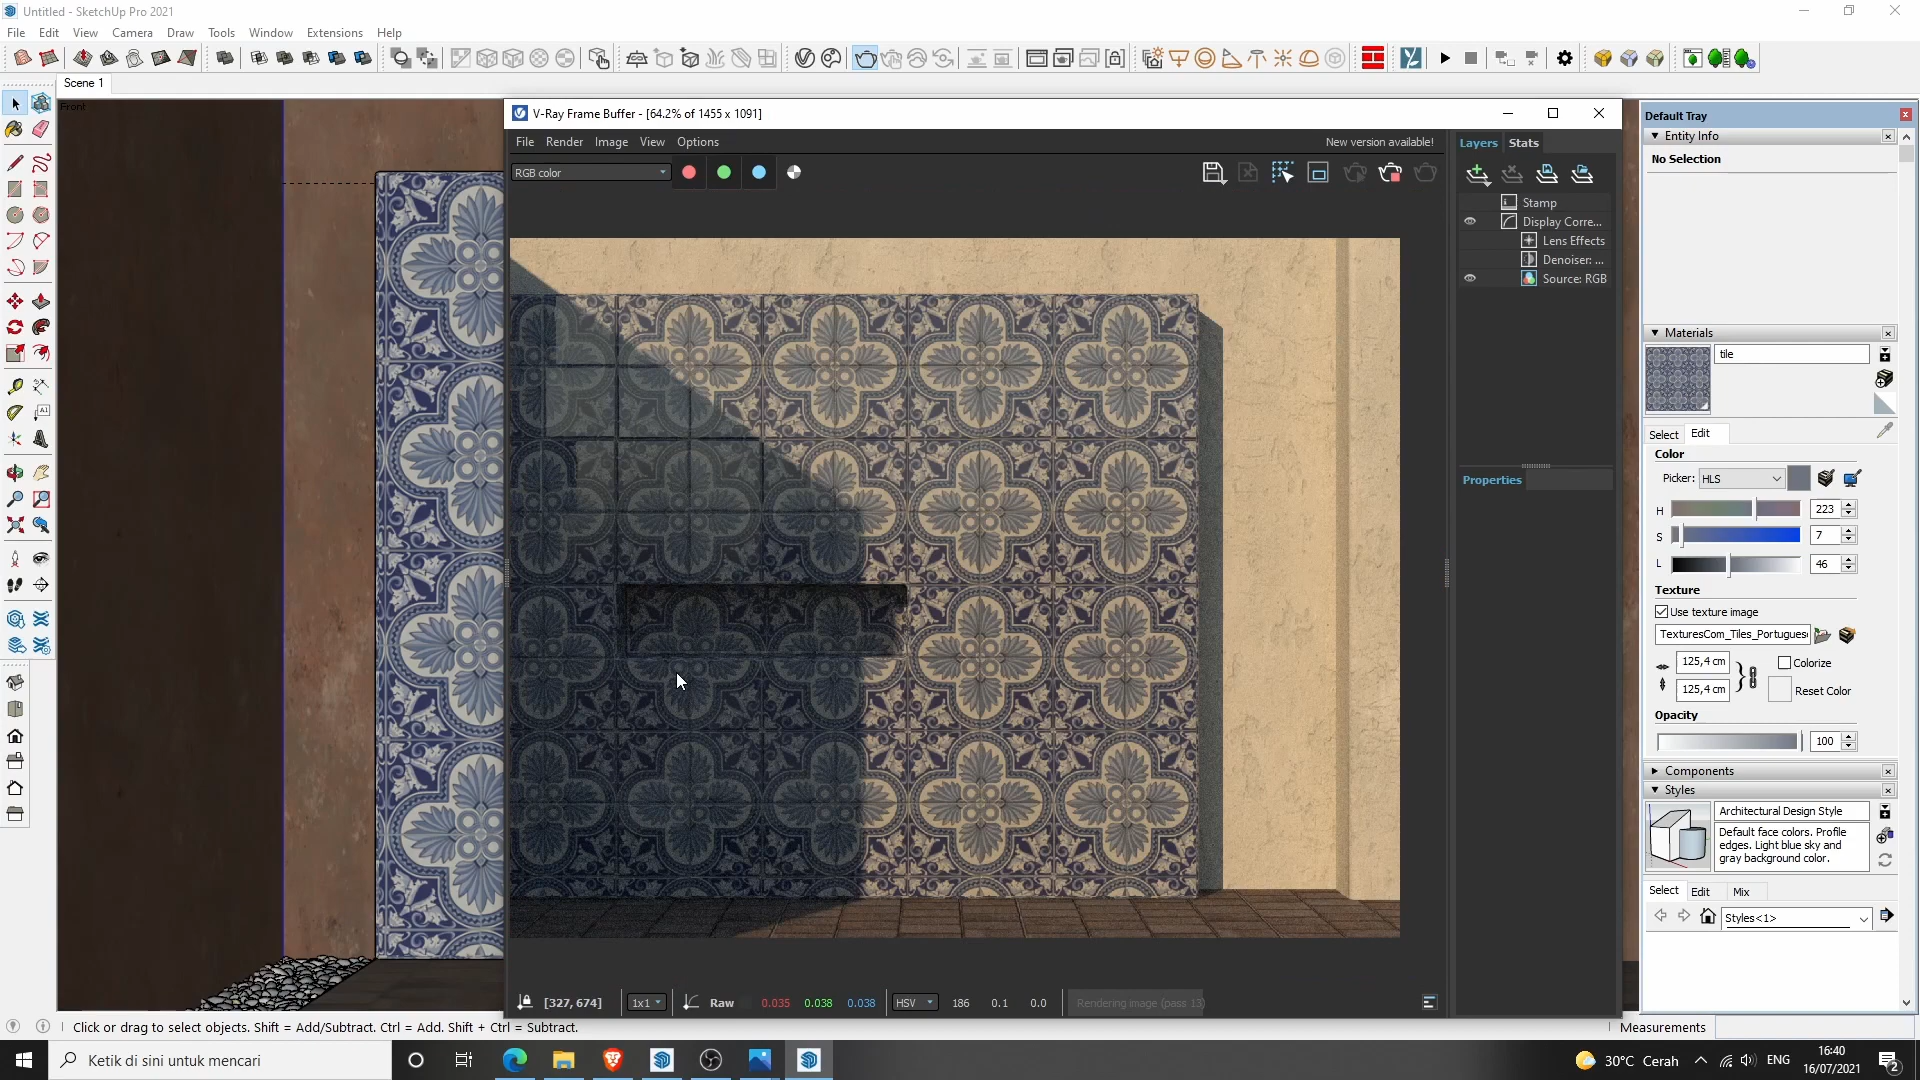 Untitled - SketchUp Pro 2021
File Edit View Camera Draw Tools Window Extensions Help
Scene 1
Front
V-Ray Frame Buffer - [64.2% of 1455 x 1091]
File Render Image View Options
New version available!
RGB color
Layers Stats
Stamp
Display Corre...
Lens Effects
Denoiser: ...
Source: RGB
Properties
[327, 674]
1x1
Raw 0.035 0.038 0.038
HSV 186 0.1 0.0
Rendering image (pass 13)
Default Tray
Entity Info
No Selection
Materials
tile
Select Edit
Color
Picker: HLS
H 223
S 7
L 46
Texture
Use texture image
TexturesCom_Tiles_Portugues
125,4 cm
Colorize
125,4 cm
Reset Color
Opacity
100
Components
Styles
Architectural Design Style
Default face colors. Profile
edges. Light blue sky and
gray background color.
Select Edit Mix
Styles<1>
Click or drag to select objects. Shift = Add/Subtract. Ctrl = Add. Shift + Ctrl = Subtract.
Measurements
Ketik di sini untuk mencari
30°C Cerah
ENG
16:40
16/07/2021
2